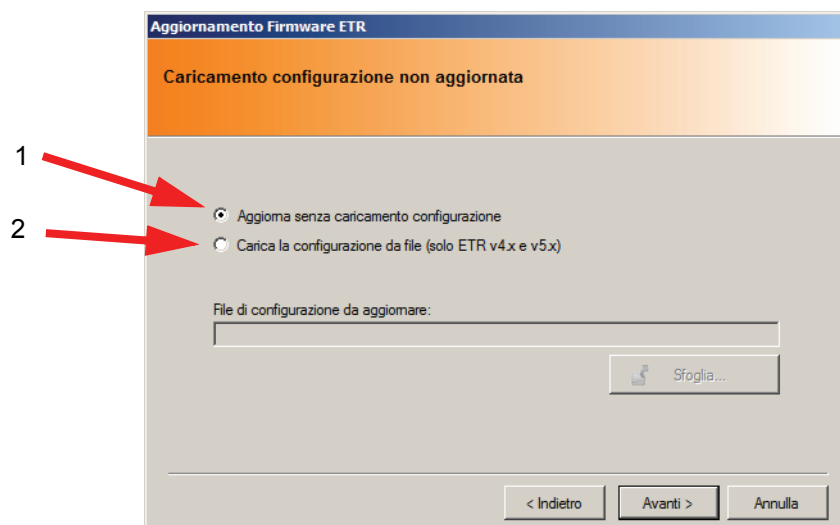 Aggiornamento Firmware ETR
Caricamento configurazione non aggiornata
1
Aggiorna senza caricamento configurazione
2
Carica la configurazione da file (solo ETR v4.x e v5.x)
File di configurazione da aggiornare:
Sfoglia...
< Indietro
Avanti >
Annulla